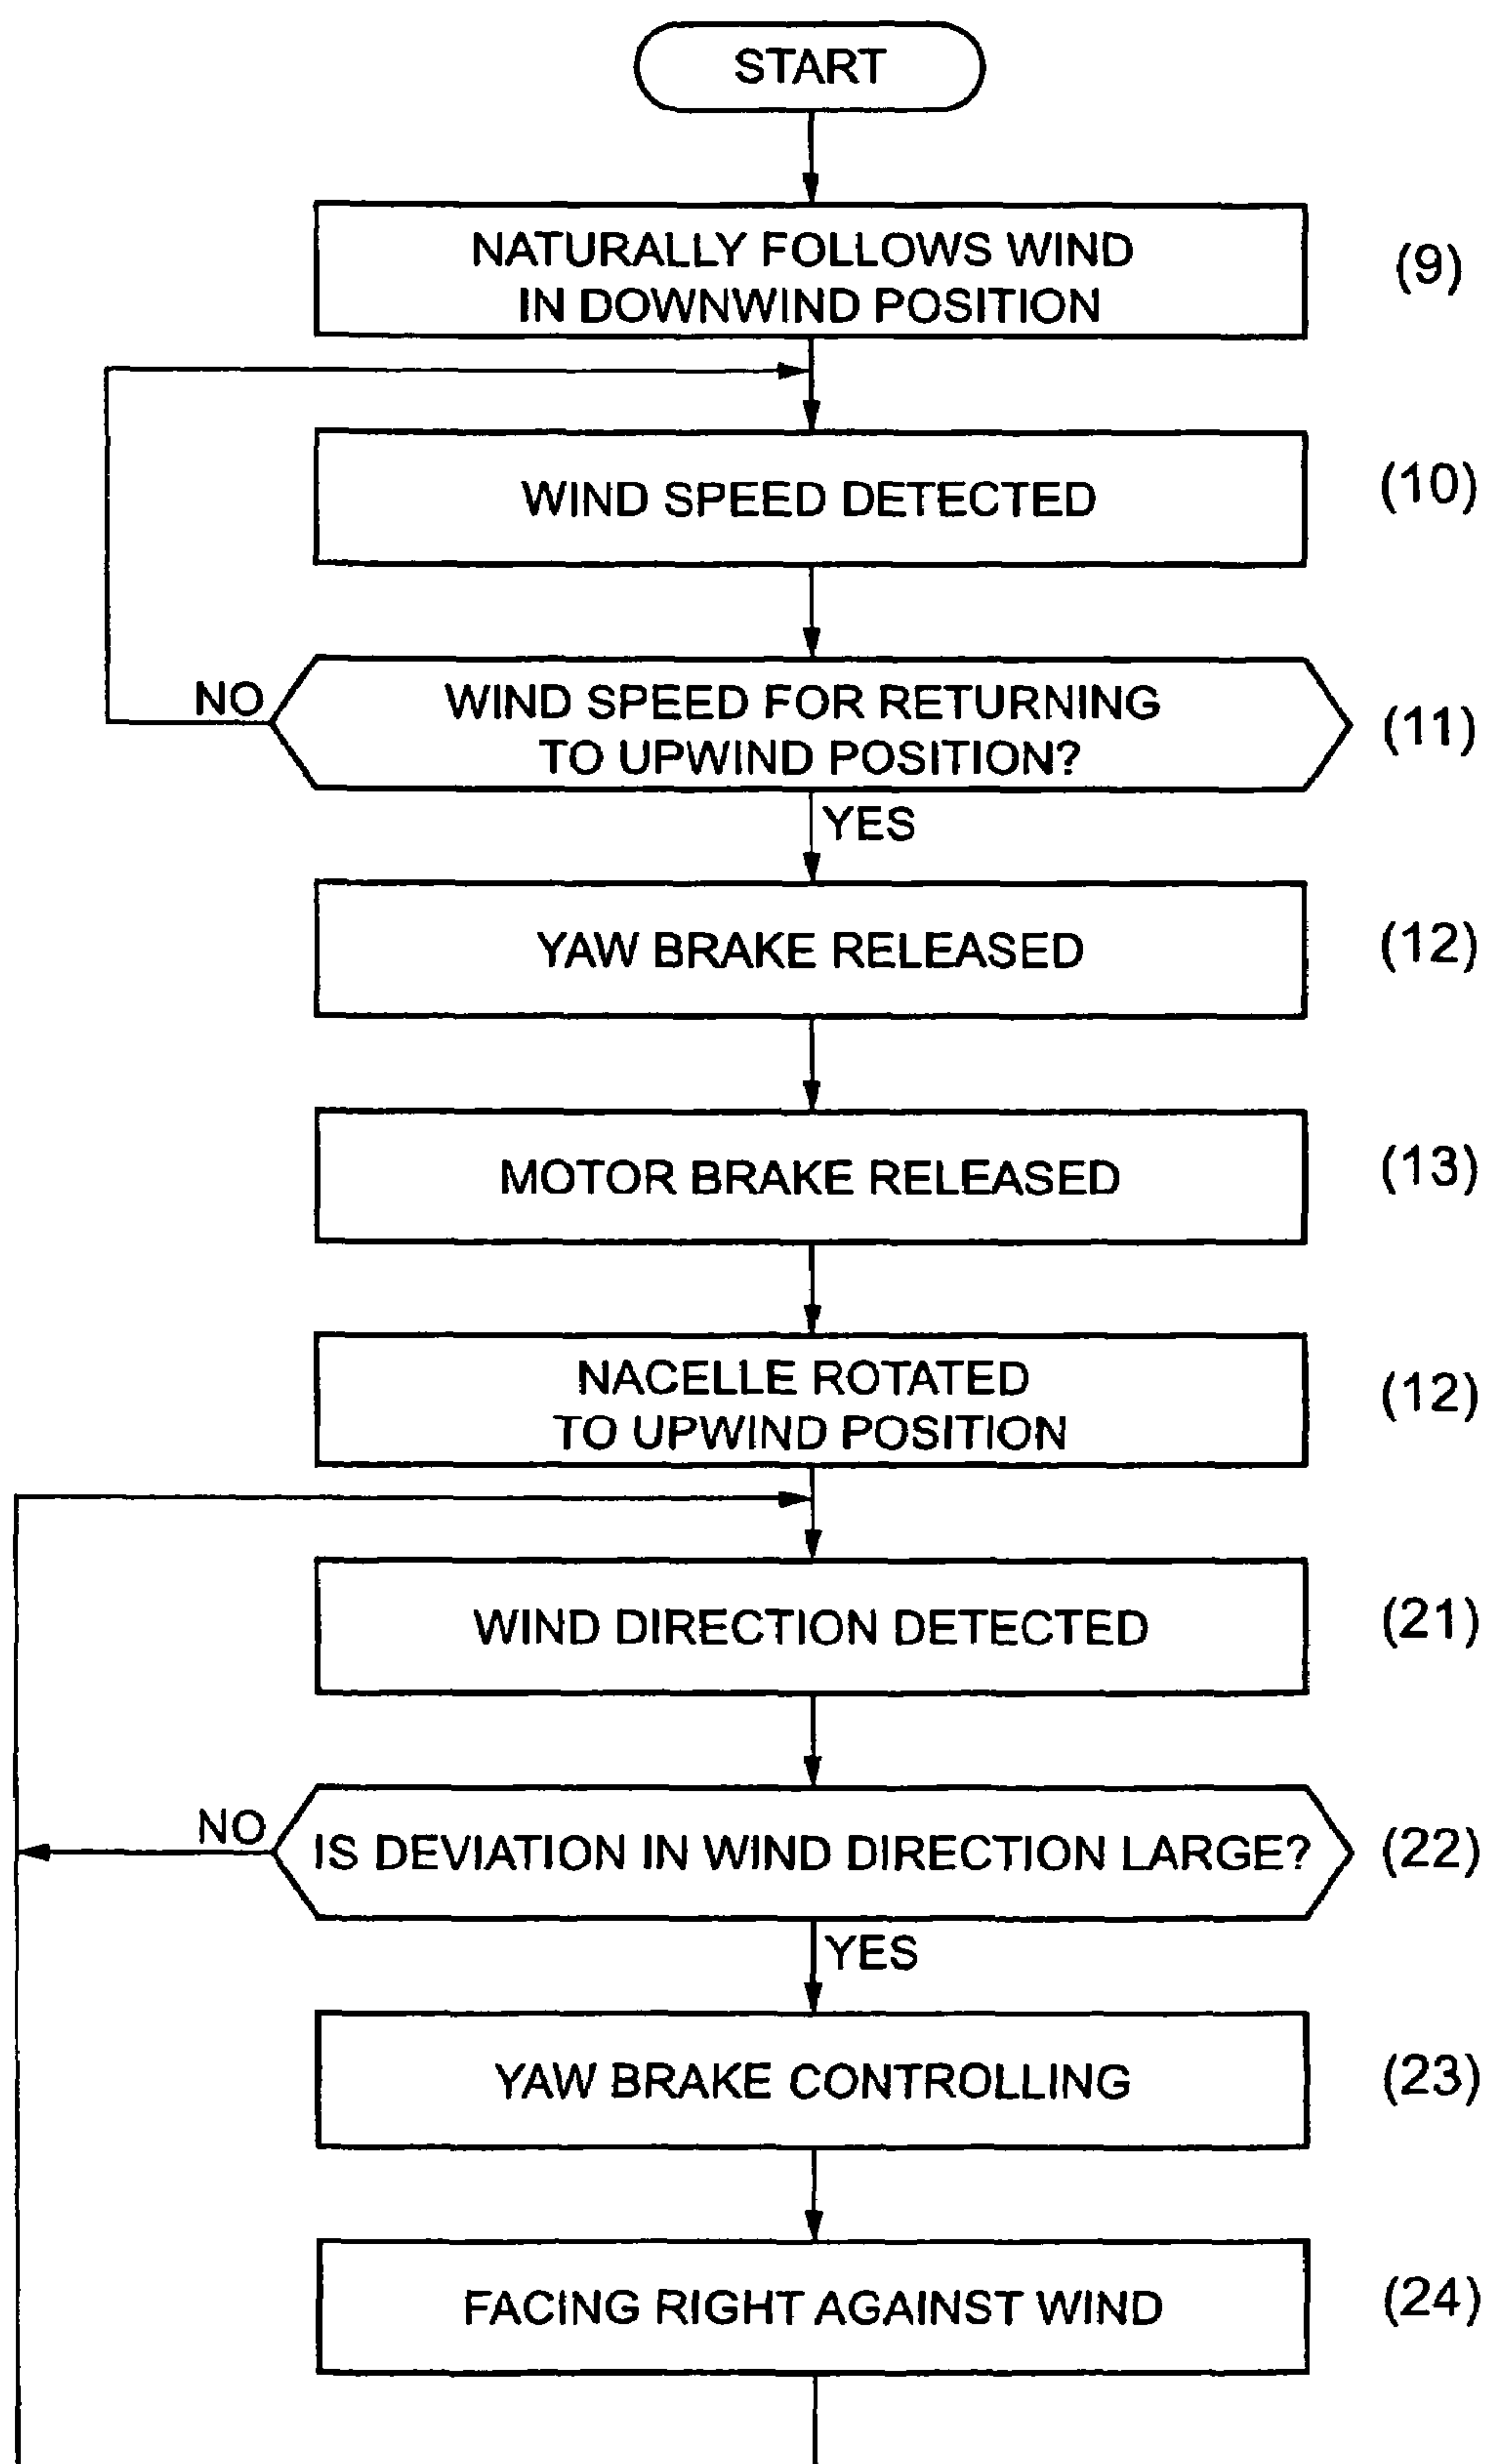 START
NATURALLY FOLLOWS WIND
IN DOWNWIND POSITION
(9)
WIND SPEED DETECTED
(10)
NO
WIND SPEED FOR RETURNING
TO UPWIND POSITION?
(11)
YES
YAW BRAKE RELEASED
(12)
MOTOR BRAKE RELEASED
(13)
NACELLE ROTATED
TO UPWIND POSITION
(12)
WIND DIRECTION DETECTED
(21)
NO
IS DEVIATION IN WIND DIRECTION LARGE?
(22)
YES
YAW BRAKE CONTROLLING
(23)
FACING RIGHT AGAINST WIND
(24)